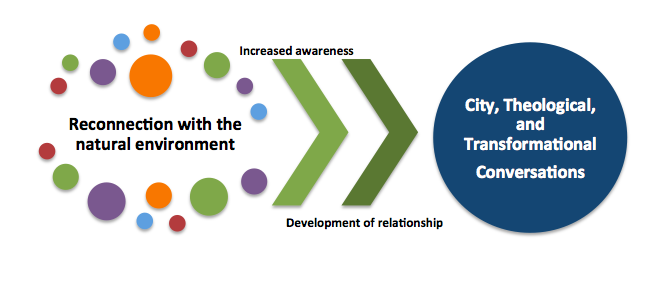 Increased awareness
Reconnection with the
natural environment
City, Theological,
and
Transformational
Conversations
Development of relationship